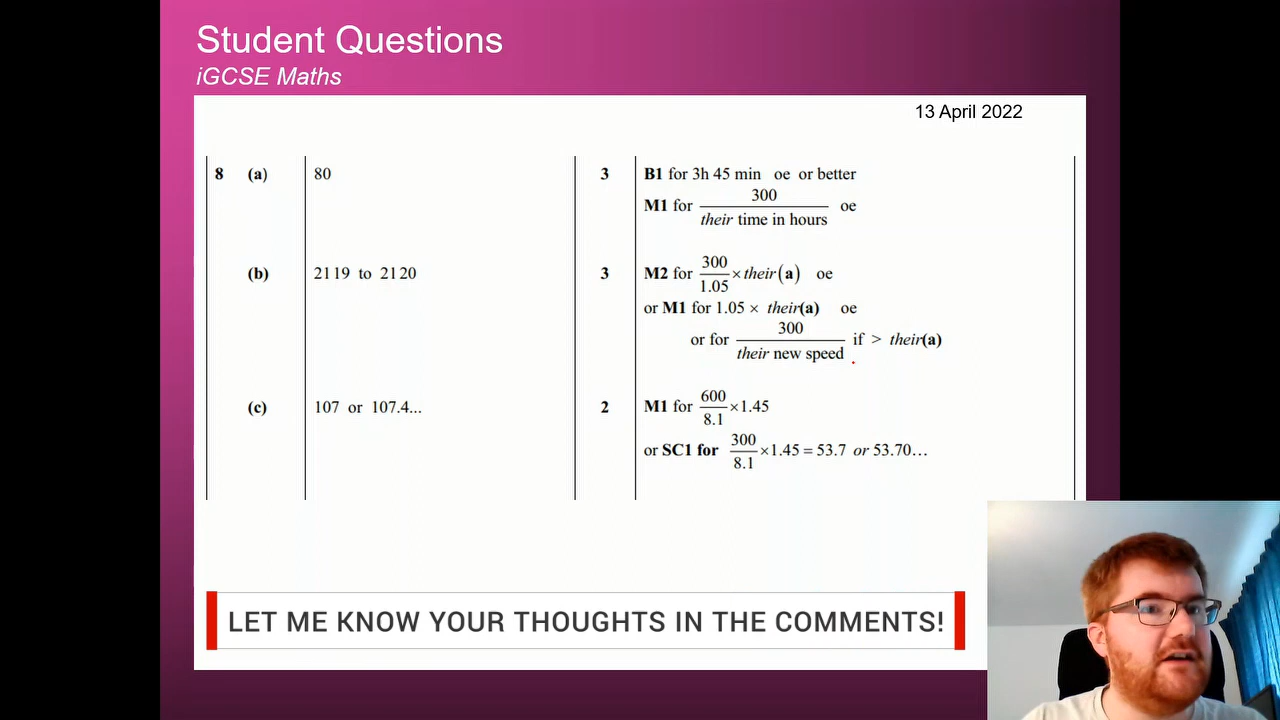 Student Questions
iGCSE Maths
13 April 2022
8 (a) 80 3 B1 for 3h 45 min oe or better
M1 for 300 / their time in hours oe
(b) 2119 to 2120 3 M2 for 300/1.05 × their(a) oe
or M1 for 1.05 × their(a) oe
or for 300 / their new speed if > their(a)
(c) 107 or 107.4... 2 M1 for 600/8.1 ×1.45
or SC1 for 300/8.1 ×1.45 = 53.7 or 53.70…
LET ME KNOW YOUR THOUGHTS IN THE COMMENTS!